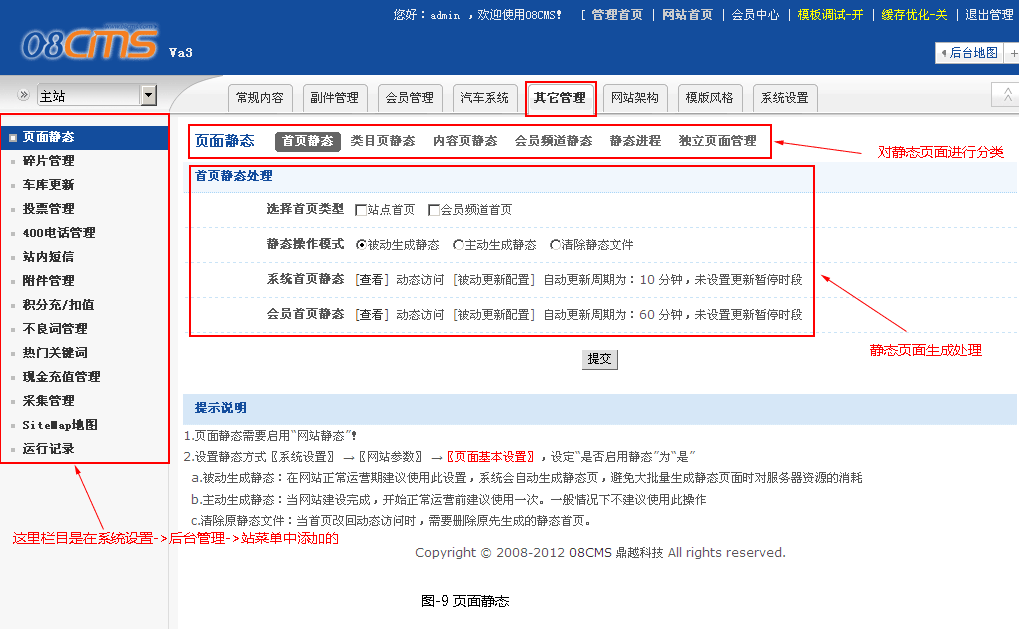 您好：admin ，欢迎使用08CMS! [ 管理首页 | 网站首页 | 会员中心 | 模板调试-开 | 缓存优化-关 | 退出管理
08CMS Va3
后台地图 +
主站
常规内容 副件管理 会员管理 汽车系统 其它管理 网站架构 模版风格 系统设置
页面静态
碎片管理
车库更新
投票管理
400电话管理
站内短信
附件管理
积分充/扣值
不良词管理
热门关键词
现金充值管理
采集管理
SiteMap地图
运行记录
页面静态 首页静态 类目页静态 内容页静态 会员频道静态 静态进程 独立页面管理
对静态页面进行分类
首页静态处理
选择首页类型 站点首页 会员频道首页
静态操作模式 被动生成静态 主动生成静态 清除静态文件
系统首页静态 [查看] 动态访问 [被动更新配置] 自动更新周期为：10 分钟，未设置更新暂停时段
会员首页静态 [查看] 动态访问 [被动更新配置] 自动更新周期为：60 分钟，未设置更新暂停时段
静态页面生成处理
提交
提示说明
1.页面静态需要启用“网站静态”!
2.设置静态方式〖系统设置〗→〖网站参数〗→〖页面基本设置〗，设定“是否启用静态”为“是”
a.被动生成静态：在网站正常运营期建议使用此设置，系统会自动生成静态页，避免大批量生成静态页面时对服务器资源的消耗
b.主动生成静态：当网站建设完成，开始正常运营前建议使用一次。一般情况下不建议使用此操作
c.清除原静态文件：当首页改回动态访问时，需要删除原先生成的静态首页。
这里栏目是在系统设置->后台管理->站菜单中添加的
Copyright © 2008-2012 08CMS 鼎越科技 All rights reserved.
图-9 页面静态